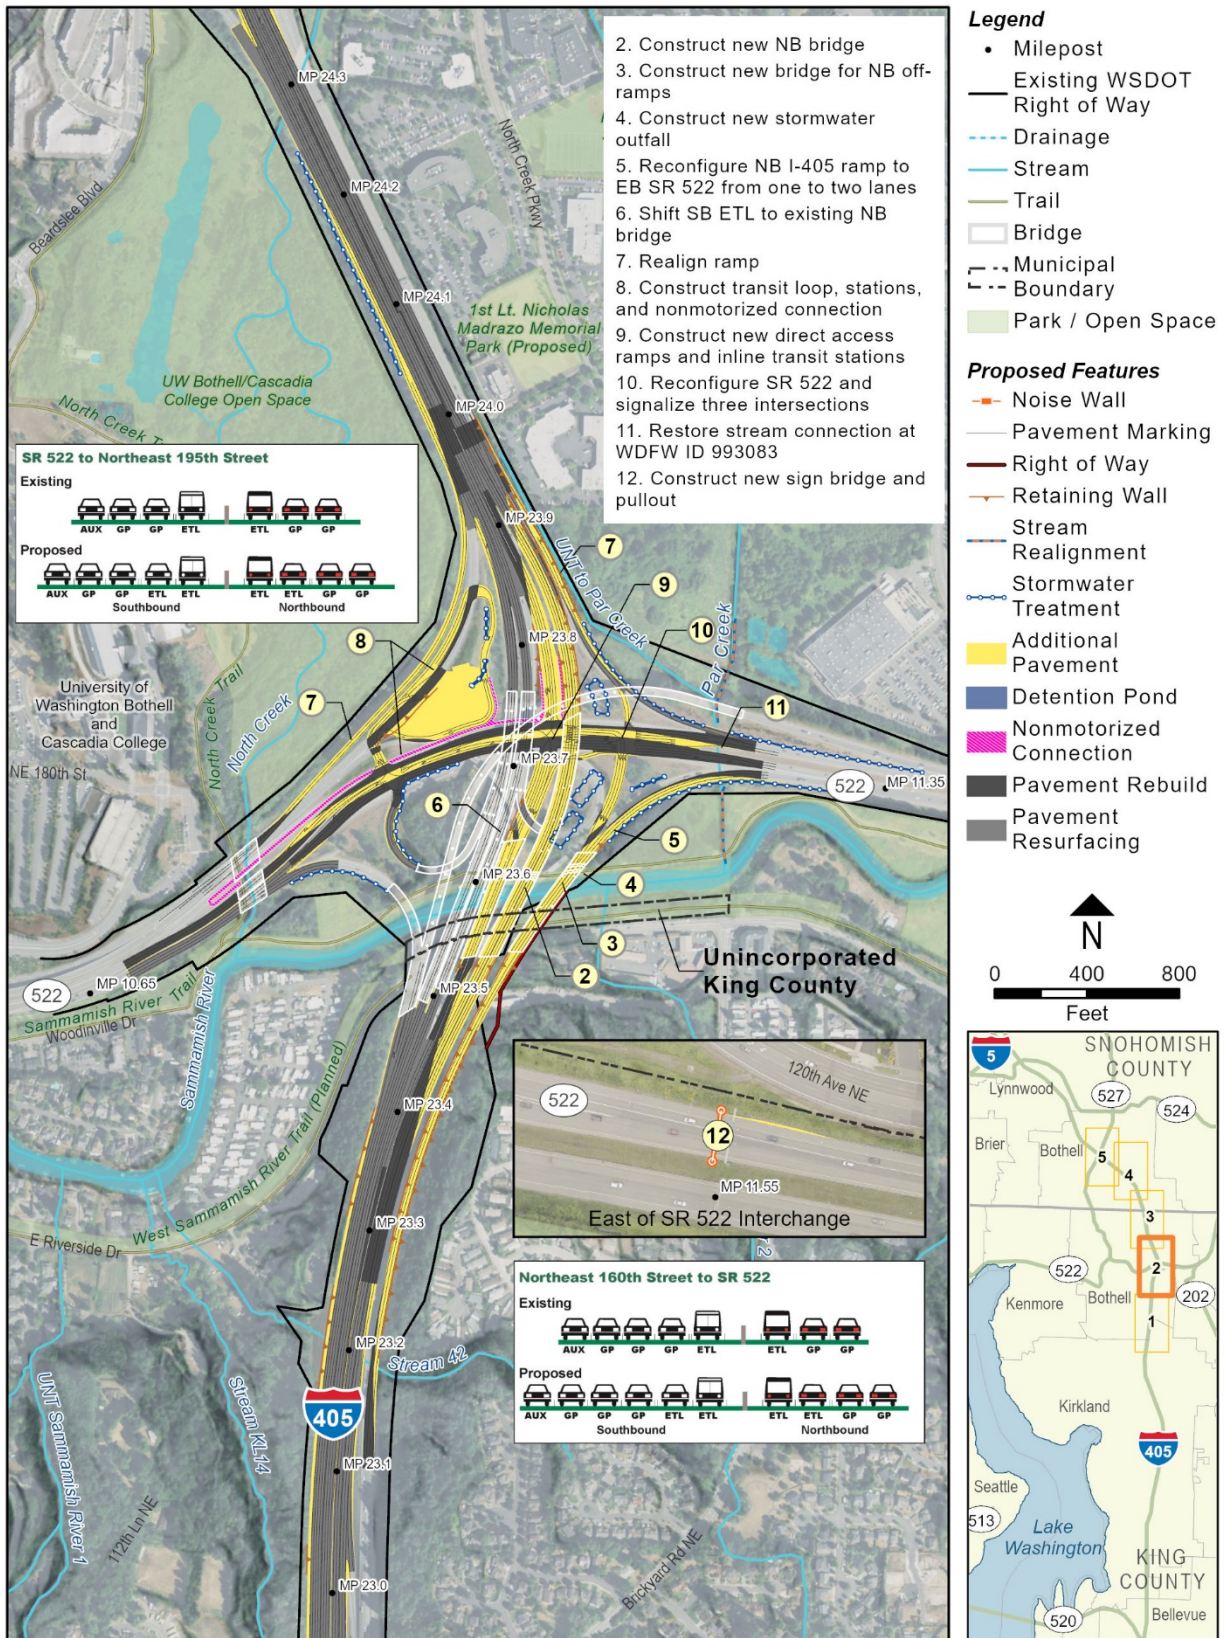 2. Construct new NB bridge
3. Construct new bridge for NB off-
ramps
4. Construct new stormwater
outfall
5. Reconfigure NB I-405 ramp to
EB SR 522 from one to two lanes
6. Shift SB ETL to existing NB
bridge
7. Realign ramp
8. Construct transit loop, stations,
and nonmotorized connection
9. Construct new direct access
ramps and inline transit stations
10. Reconfigure SR 522 and
signalize three intersections
11. Restore stream connection at
WDFW ID 993083
12. Construct new sign bridge and
pullout
MP 24.3
MP 24.2
MP 24.1
MP 24.0
MP 23.9
MP 23.8
MP 23.7
MP 23.6
MP 23.5
MP 23.4
MP 23.3
MP 23.2
MP 23.1
MP 23.0
Beardslee Blvd
North Creek Pkwy
1st Lt. Nicholas
Madrazo Memorial
Park (Proposed)
UW Bothell/Cascadia
College Open Space
North Creek T
SR 522 to Northeast 195th Street
Existing
AUX GP GP ETL ETL GP GP
Proposed
AUX GP GP ETL ETL ETL ETL GP GP
Southbound Northbound
UNT to Par Creek
Par Creek
7
9
10
8
11
7
6
5
4
3
2
University of
Washington Bothell
and
Cascadia College
North Creek Trail
North Creek
NE 180th St
522
MP 11.35
522
MP 10.65
Sammamish River Trail
Woodinville Dr
Sammamish River
Unincorporated
King County
West Sammamish River Trail (Planned)
E Riverside Dr
522
120th Ave NE
12
MP 11.55
East of SR 522 Interchange
Northeast 160th Street to SR 522
Existing
AUX GP GP GP ETL ETL GP GP
Proposed
AUX GP GP GP ETL ETL ETL ETL GP GP
Southbound Northbound
Stream 42
Stream KL14
UNT Sammamish River 1
405
112th Ln NE
Brickyard Rd NE
Legend
Milepost
Existing WSDOT
Right of Way
Drainage
Stream
Trail
Bridge
Municipal
Boundary
Park / Open Space
Proposed Features
Noise Wall
Pavement Marking
Right of Way
Retaining Wall
Stream
Realignment
Stormwater
Treatment
Additional
Pavement
Detention Pond
Nonmotorized
Connection
Pavement Rebuild
Pavement
Resurfacing
N
0 400 800
Feet
5
SNOHOMISH
COUNTY
Lynnwood
527
524
Brier
Bothell
5
4
3
2
522
Kenmore
Bothell
202
1
Kirkland
405
Seattle
513
Lake
Washington
KING
COUNTY
520
Bellevue